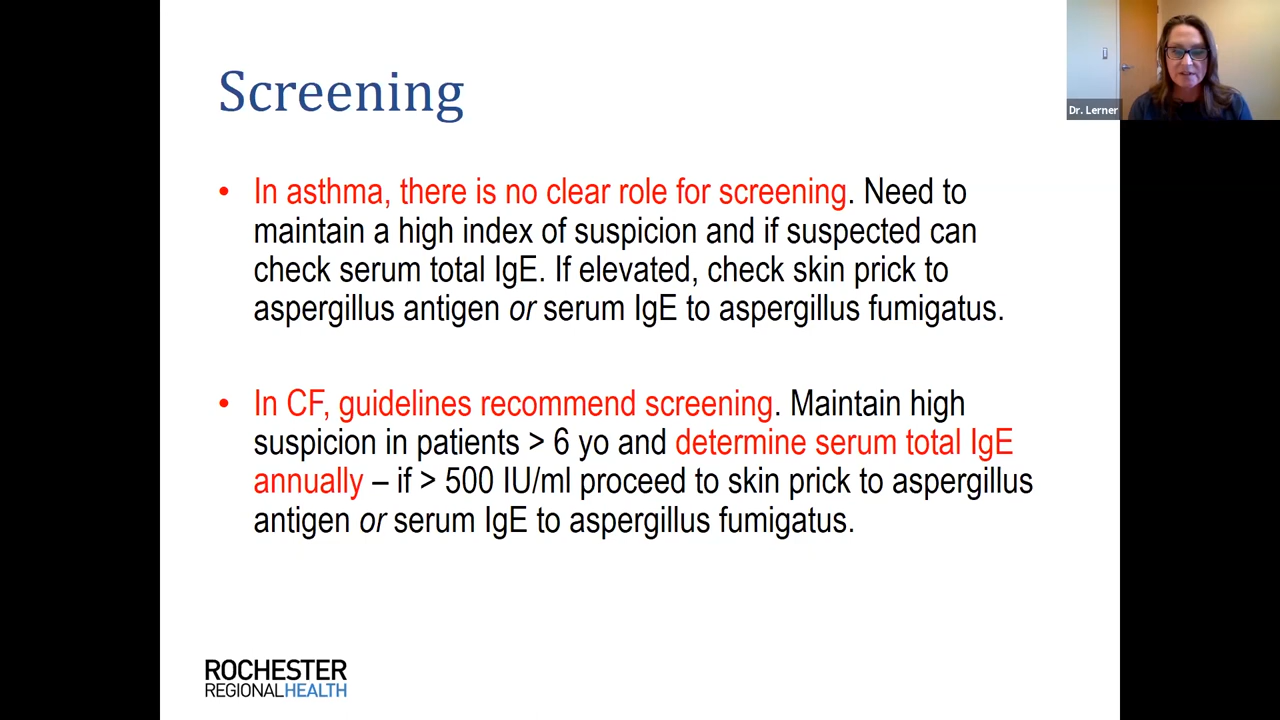 Screening
Dr. Lerner
• In asthma, there is no clear role for screening. Need to
maintain a high index of suspicion and if suspected can
check serum total IgE. If elevated, check skin prick to
aspergillus antigen or serum IgE to aspergillus fumigatus.
• In CF, guidelines recommend screening. Maintain high
suspicion in patients > 6 yo and determine serum total IgE
annually – if > 500 IU/ml proceed to skin prick to aspergillus
antigen or serum IgE to aspergillus fumigatus.
ROCHESTER
REGIONALHEALTH